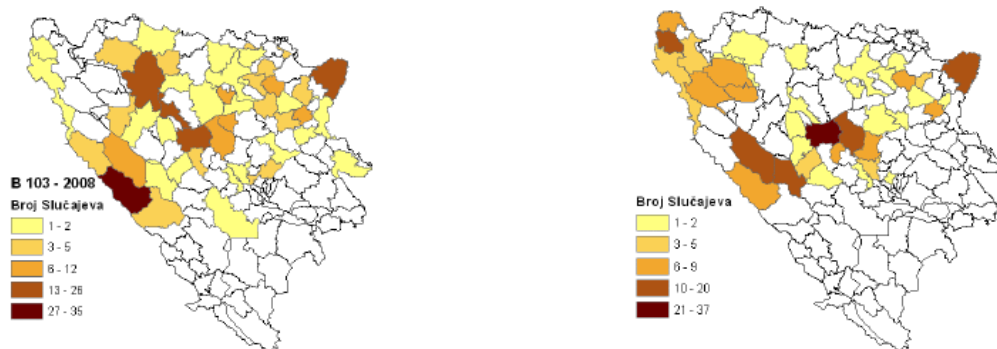 B 103 - 2008
Broj Slučajeva
1 - 2
3 - 5
6 - 12
13 - 26
27 - 35
Broj Slučajeva
1 - 2
3 - 5
6 - 9
10 - 20
21 - 37